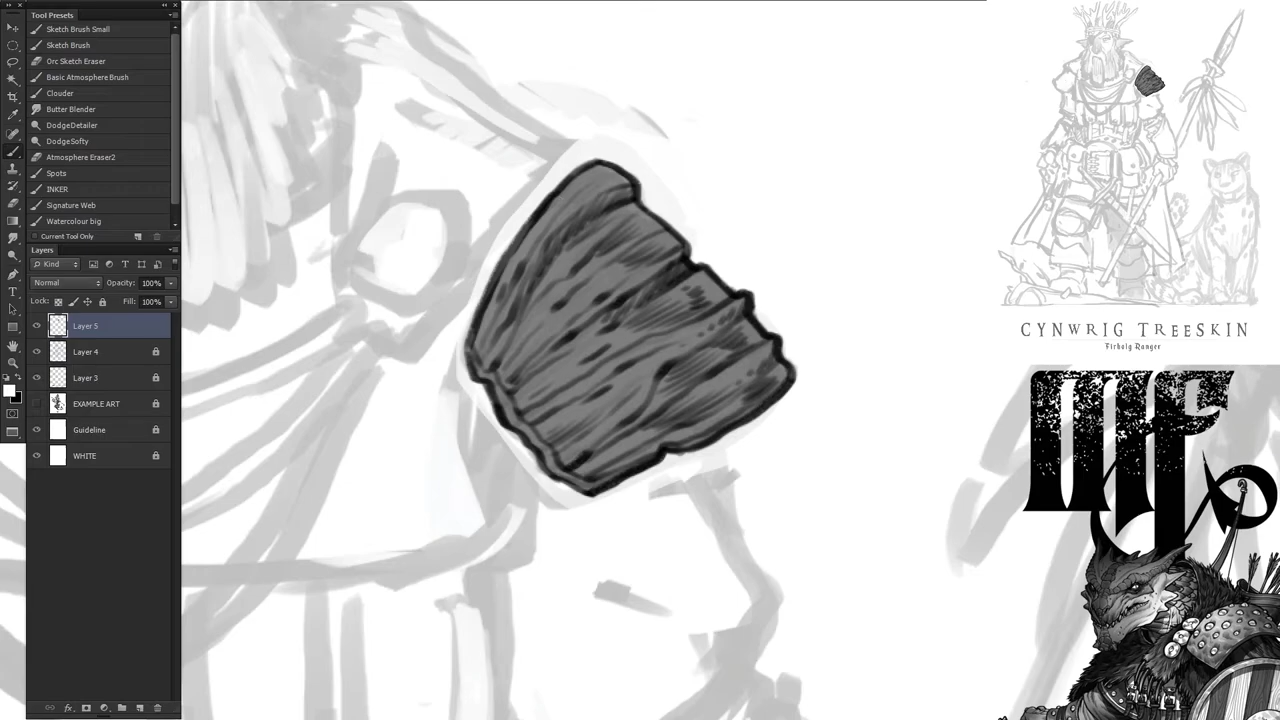 Tool Presets
Sketch Brush Small
Sketch Brush
Orc Sketch Eraser
Basic Atmosphere Brush
Clouder
Butter Blender
DodgeDetailer
DodgeSofty
Atmosphere Eraser2
Spots
INKER
Signature Web
Watercolour big
Current Tool Only
Layers
Kind
Normal
Opacity: 100%
Lock:
Fill: 100%
Layer 5
Layer 4
Layer 3
EXAMPLE ART
Guideline
WHITE
CYNWRIG TREESKIN
Firbolg Ranger